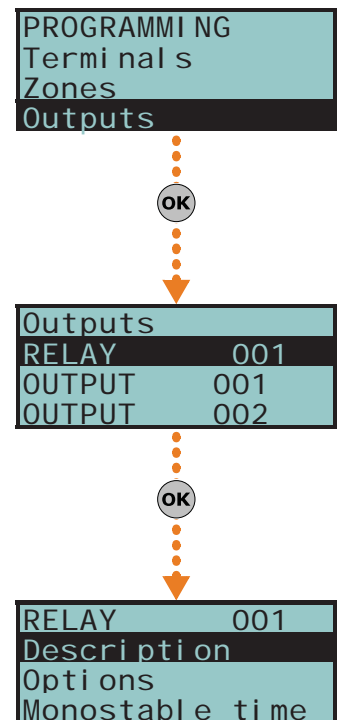 PROGRAMMING
Terminals
Zones
Outputs
OK
Outputs
RELAY 001
OUTPUT 001
OUTPUT 002
OK
RELAY 001
Description
Options
Monostable time